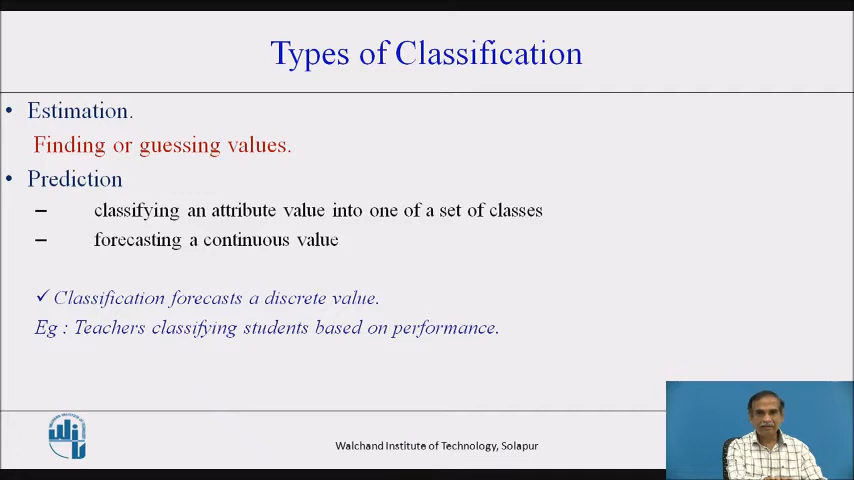 Types of Classification
• Estimation.
Finding or guessing values.
• Prediction
– classifying an attribute value into one of a set of classes
– forecasting a continuous value
✓ Classification forecasts a discrete value.
Eg : Teachers classifying students based on performance.
Walchand Institute of Technology, Solapur